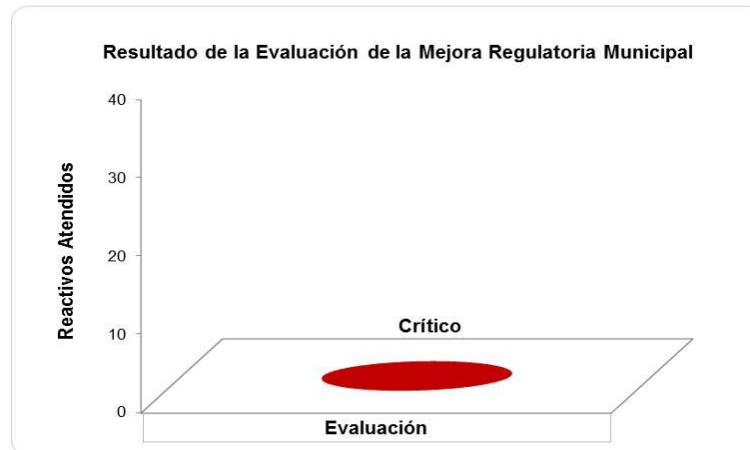 Resultado de la Evaluación de la Mejora Regulatoria Municipal
Reactivos Atendidos
40
30
20
10
0
Crítico
Evaluación